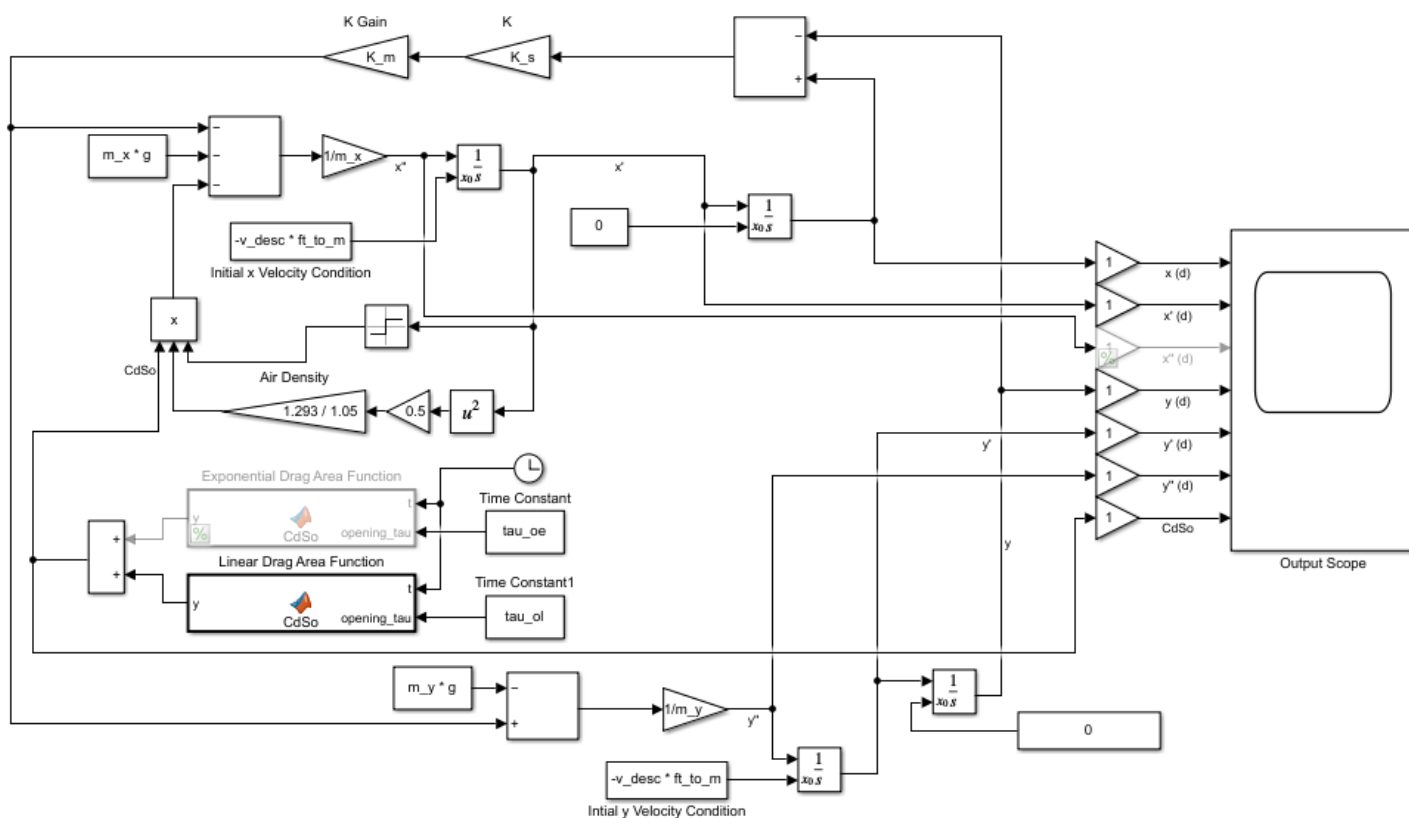 K Gain
K
K_m
K_s
−
+
m_x * g
−
−
−
1/m_x
x"
1
x₀ s
x'
-v_desc * ft_to_m
Initial x Velocity Condition
0
1
x₀ s
1
x (d)
1
x' (d)
1
x" (d)
1
y (d)
1
y' (d)
1
y" (d)
1
CdSo
Output Scope
x
CdSo
Air Density
1.293 / 1.05
0.5
u²
y'
y
Exponential Drag Area Function
y
%
CdSo
t
opening_tau
Time Constant
tau_oe
+
+
Linear Drag Area Function
y
CdSo
t
opening_tau
Time Constant1
tau_ol
m_y * g
−
+
1/m_y
y"
1
x₀ s
0
-v_desc * ft_to_m
Intial y Velocity Condition
1
x₀ s